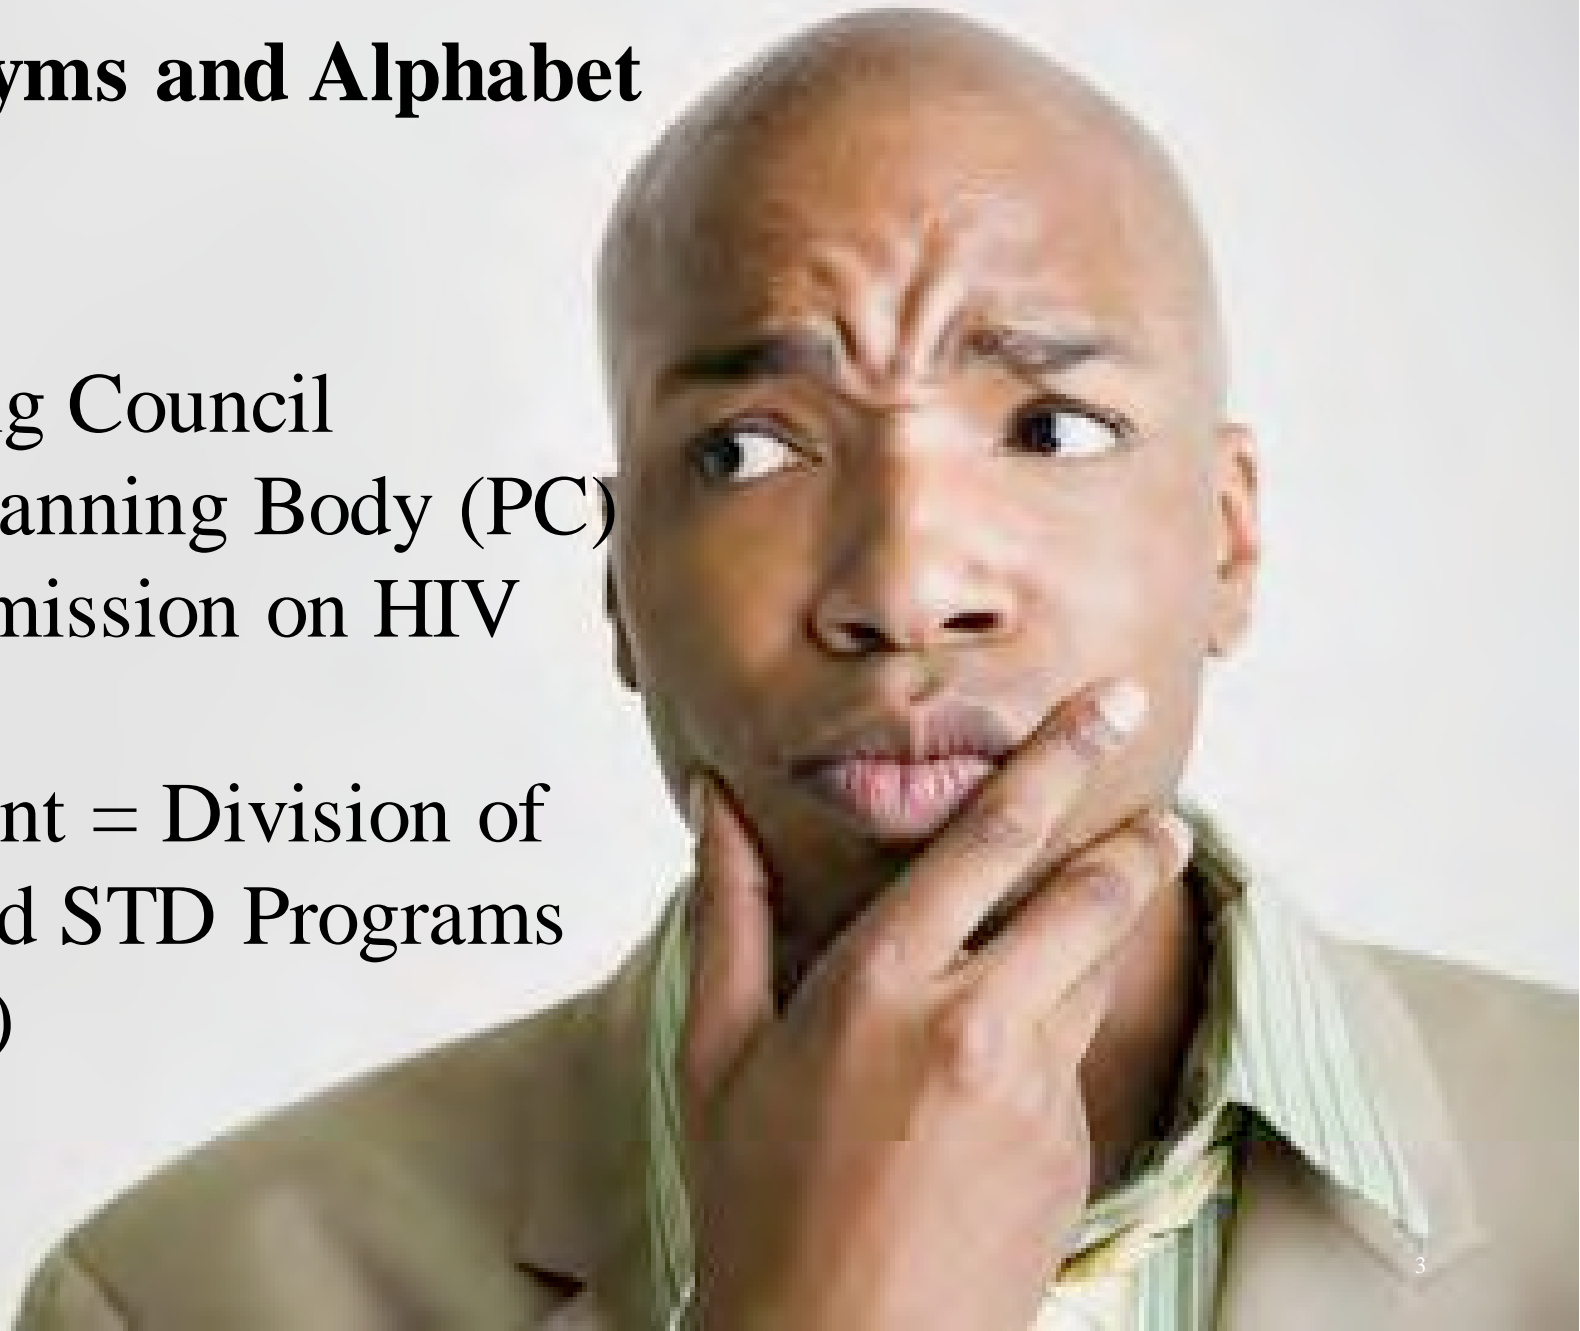 yms and Alphabet
g Council
anning Body (PC)
mission on HIV
nt = Division of
d STD Programs
)
3